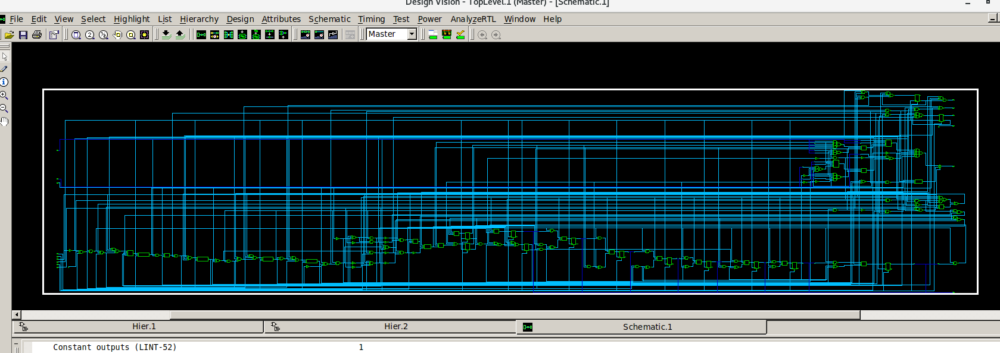 Design Vision - TopLevel.1 (Master) - [Schematic.1]
File Edit View Select Highlight List Hierarchy Design Attributes Schematic Timing Test Power AnalyzeRTL Window Help
Master
Hier.1 Hier.2 Schematic.1
Constant outputs (LINT-52) 1